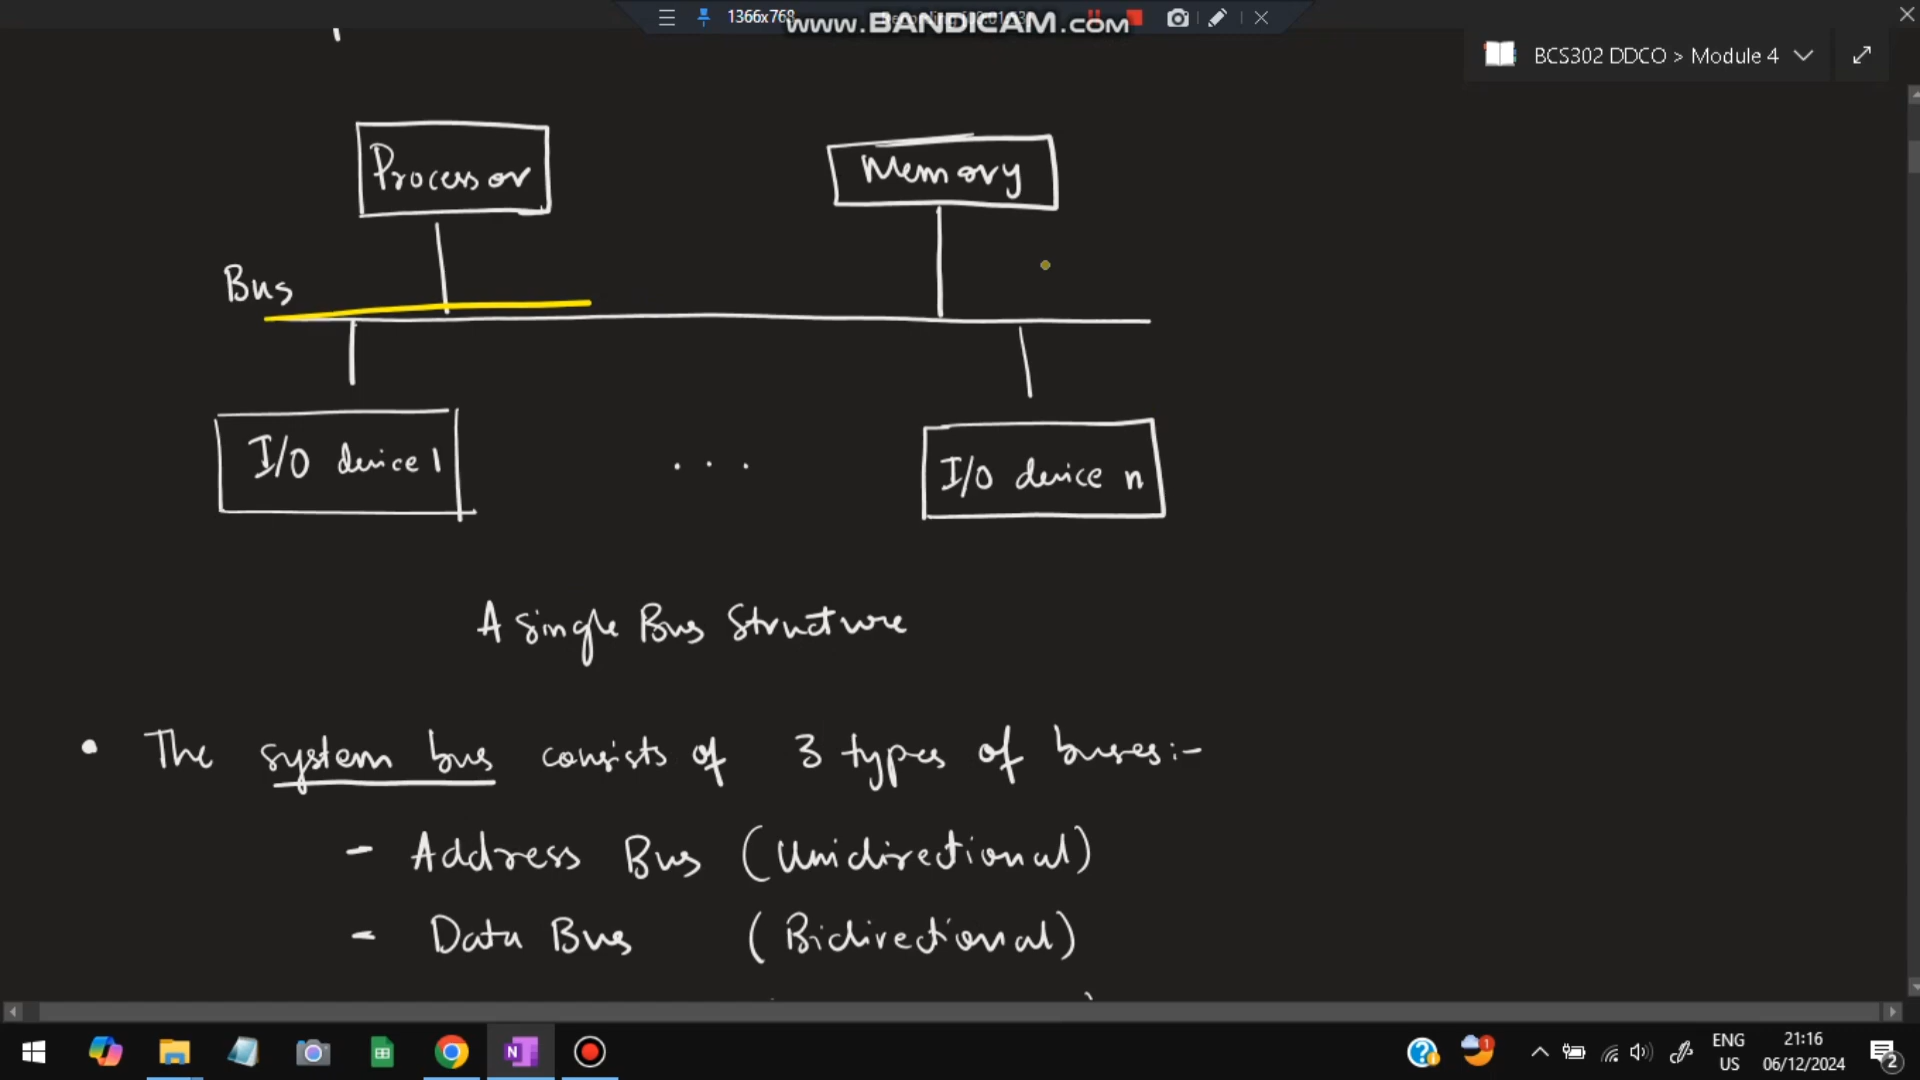 1366x768
www.BANDICAM.com
BCS302 DDCO > Module 4
Processor
Memory
Bus
I/O device 1
...
I/O device n
A Single Bus Structure
• The system bus consists of 3 types of buses:-
- Address Bus (Unidirectional)
- Data Bus (Bidirectional)
ENG
US
21:16
06/12/2024
2